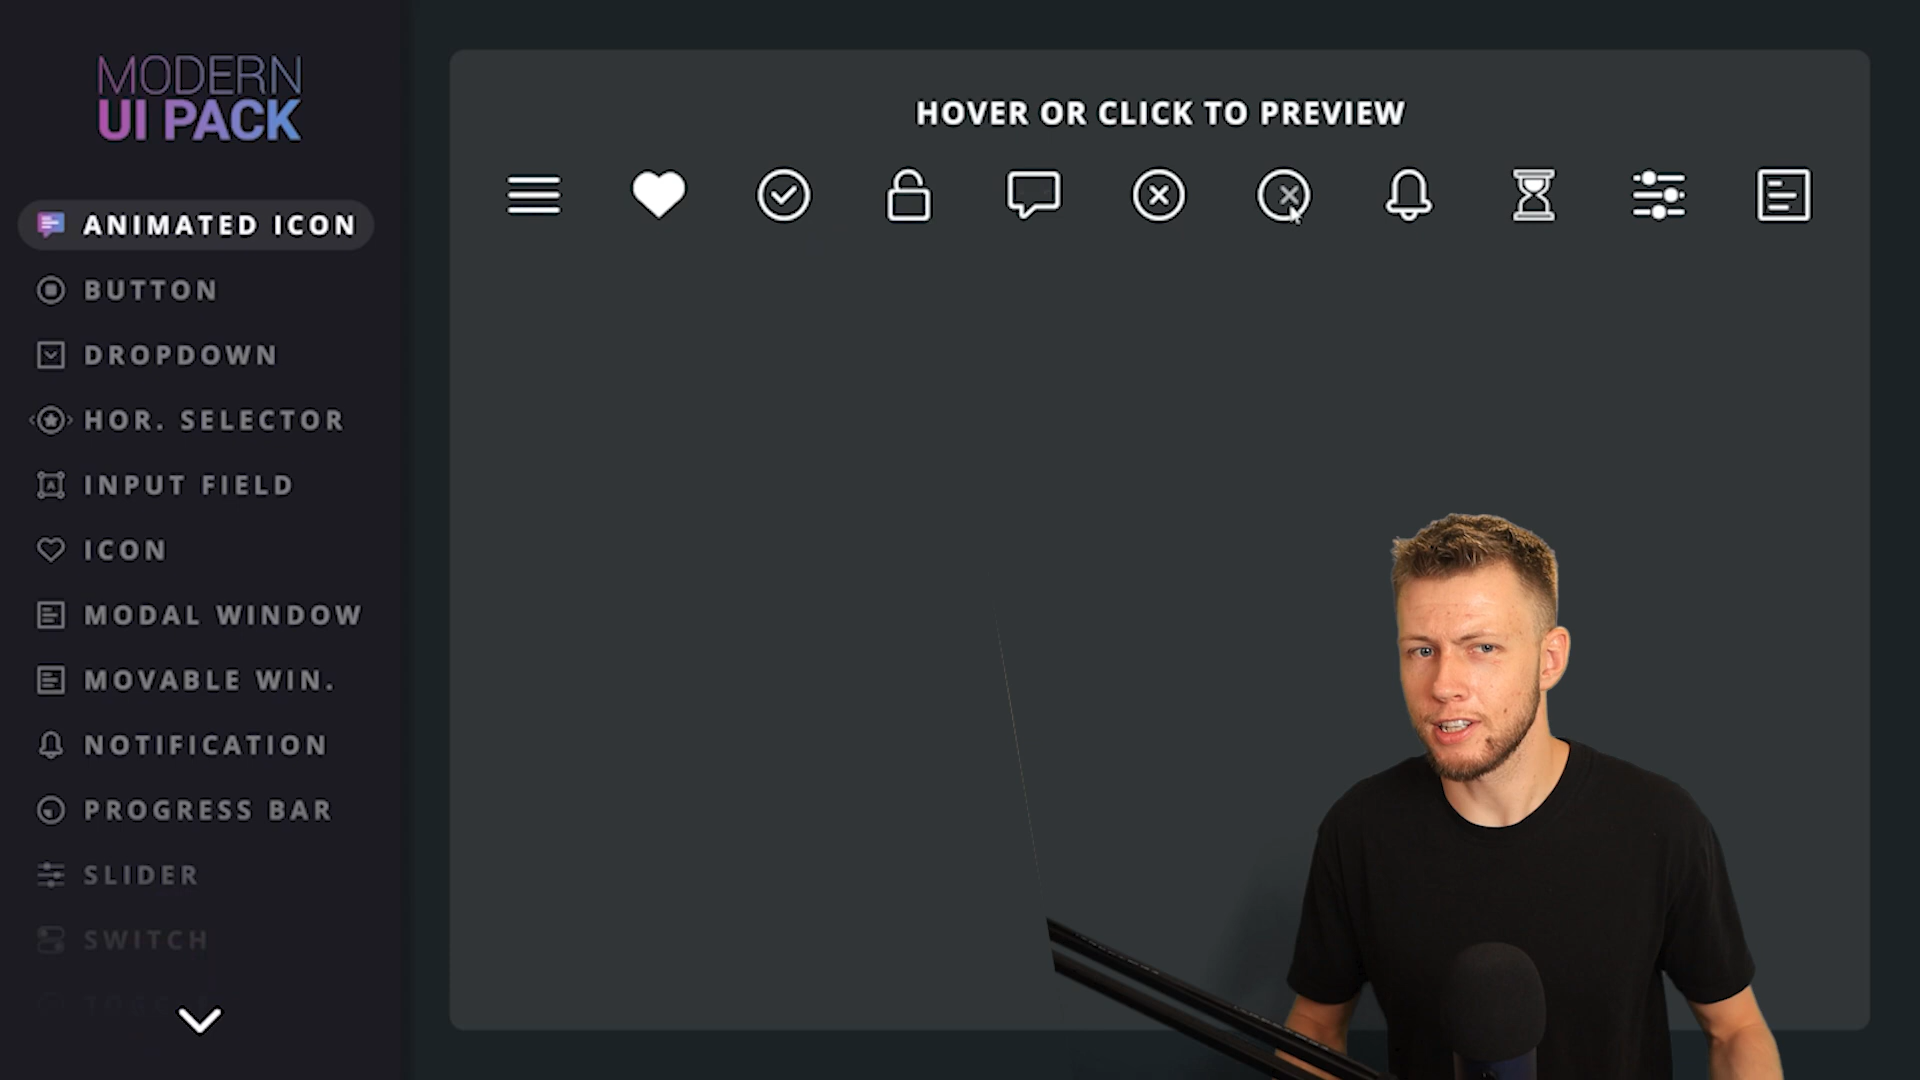 MODERN
UI PACK
ANIMATED ICON
BUTTON
DROPDOWN
HOR. SELECTOR
INPUT FIELD
ICON
MODAL WINDOW
MOVABLE WIN.
NOTIFICATION
PROGRESS BAR
SLIDER
SWITCH
HOVER OR CLICK TO PREVIEW